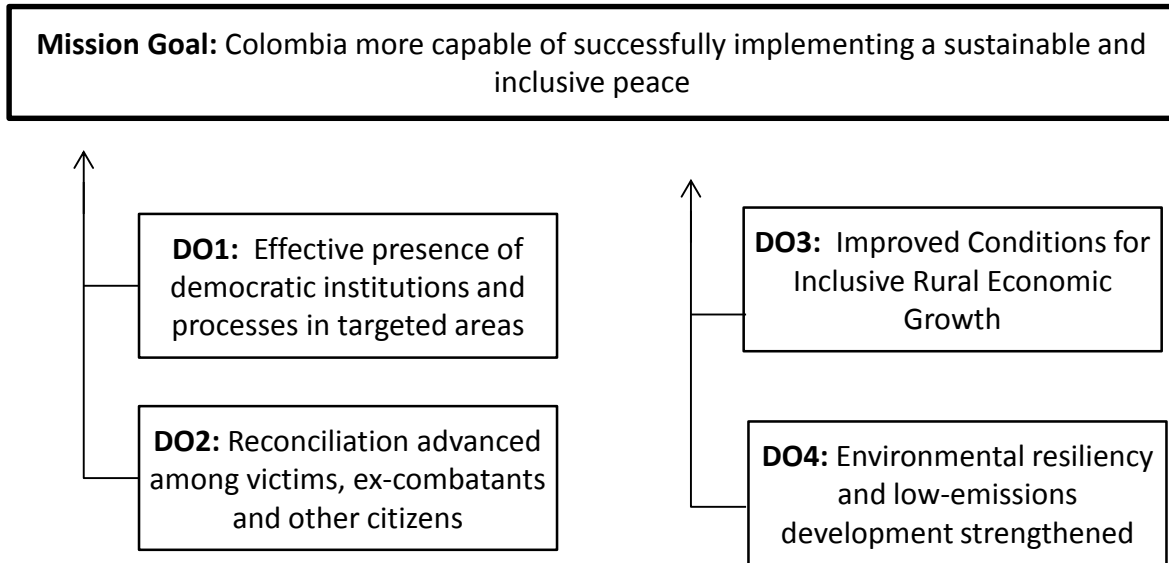 Mission Goal: Colombia more capable of successfully implementing a sustainable and
inclusive peace
DO1: Effective presence of
democratic institutions and
processes in targeted areas
DO2: Reconciliation advanced
among victims, ex-combatants
and other citizens
DO3: Improved Conditions for
Inclusive Rural Economic
Growth
DO4: Environmental resiliency
and low-emissions
development strengthened